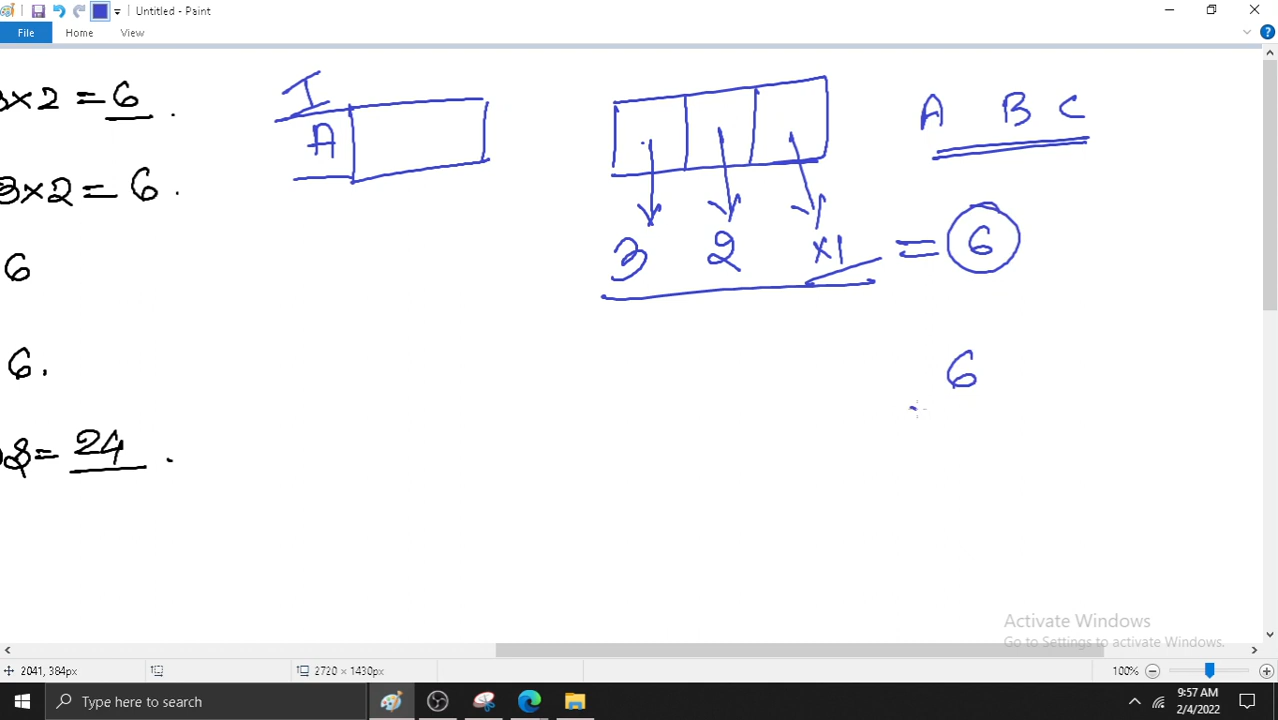 Untitled - Paint
File Home View
3×2 = 6 .
I
A
A B C
3×2 = 6 .
3 2 ×1 = 6
6
6
6.
= 24 .
Activate Windows
Go to Settings to activate Windows.
2041, 384px
2720 × 1430px
100%
Type here to search
9:57 AM
2/4/2022